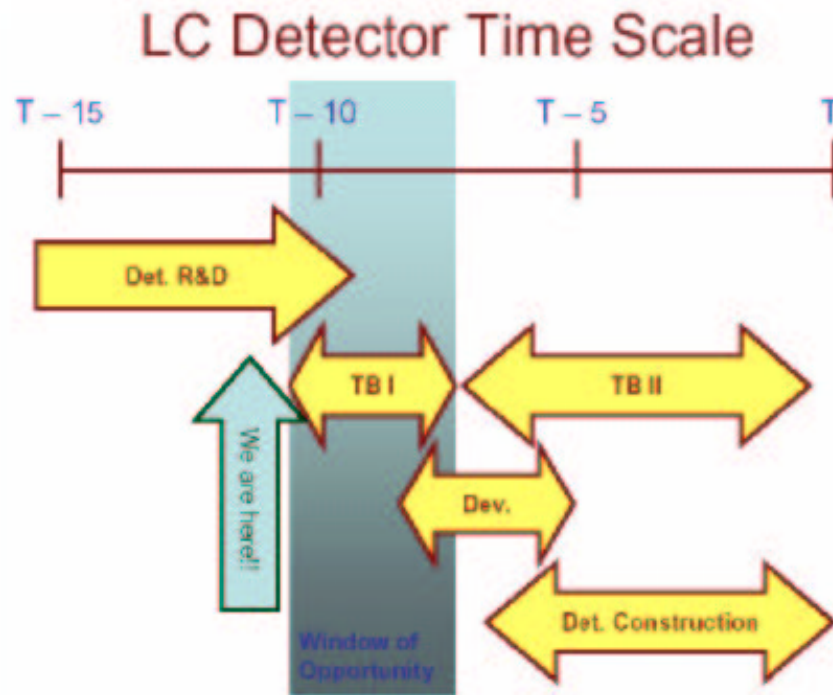 LC Detector Time Scale
T – 15 T – 10 T – 5 T
Det. R&D
TB I TB II
We are here!!
Dev.
Det. Construction
Window of
Opportunity